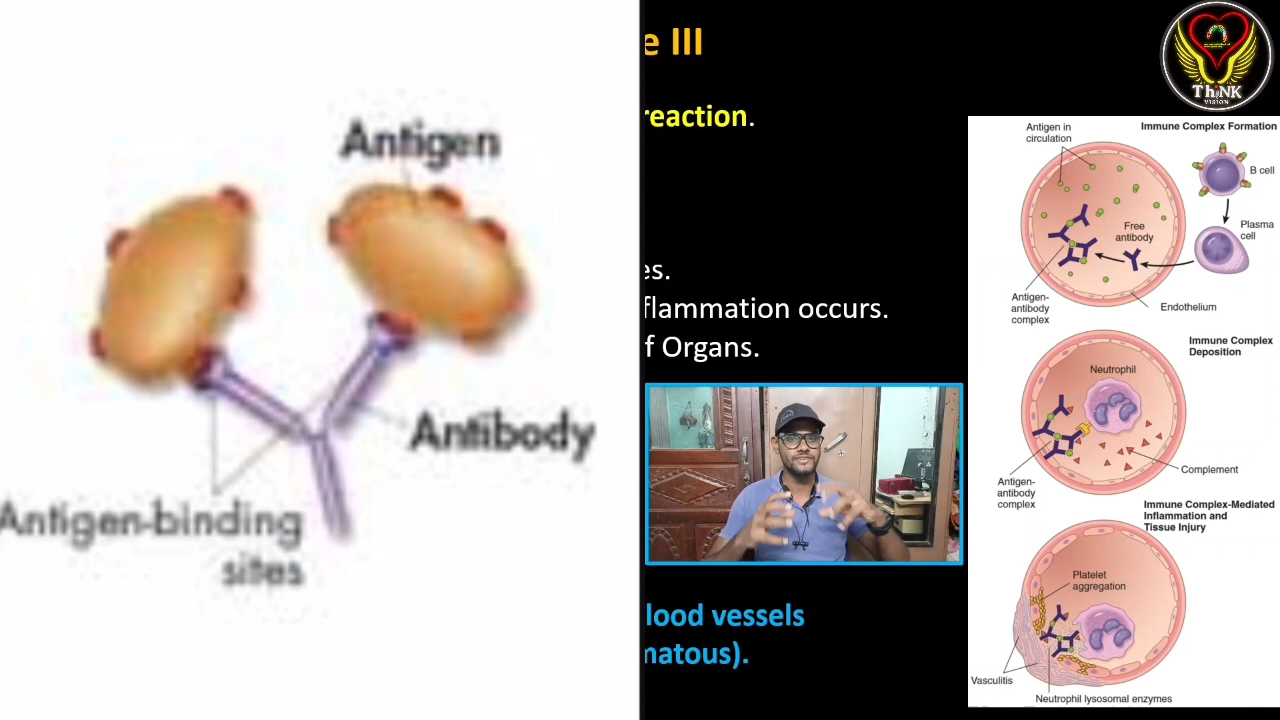 Antigen
Antibody
Antigen-binding
sites
e III
reaction.
es.
flammation occurs.
f Organs.
lood vessels
matous).
ThiNK
VISION
Antigen in
circulation
Immune Complex Formation
B cell
Plasma
cell
Free
antibody
Antigen-
antibody
complex
Endothelium
Immune Complex
Deposition
Neutrophil
Complement
Antigen-
antibody
complex
Immune Complex-Mediated
Inflammation and
Tissue Injury
Platelet
aggregation
Vasculitis
Neutrophil lysosomal enzymes